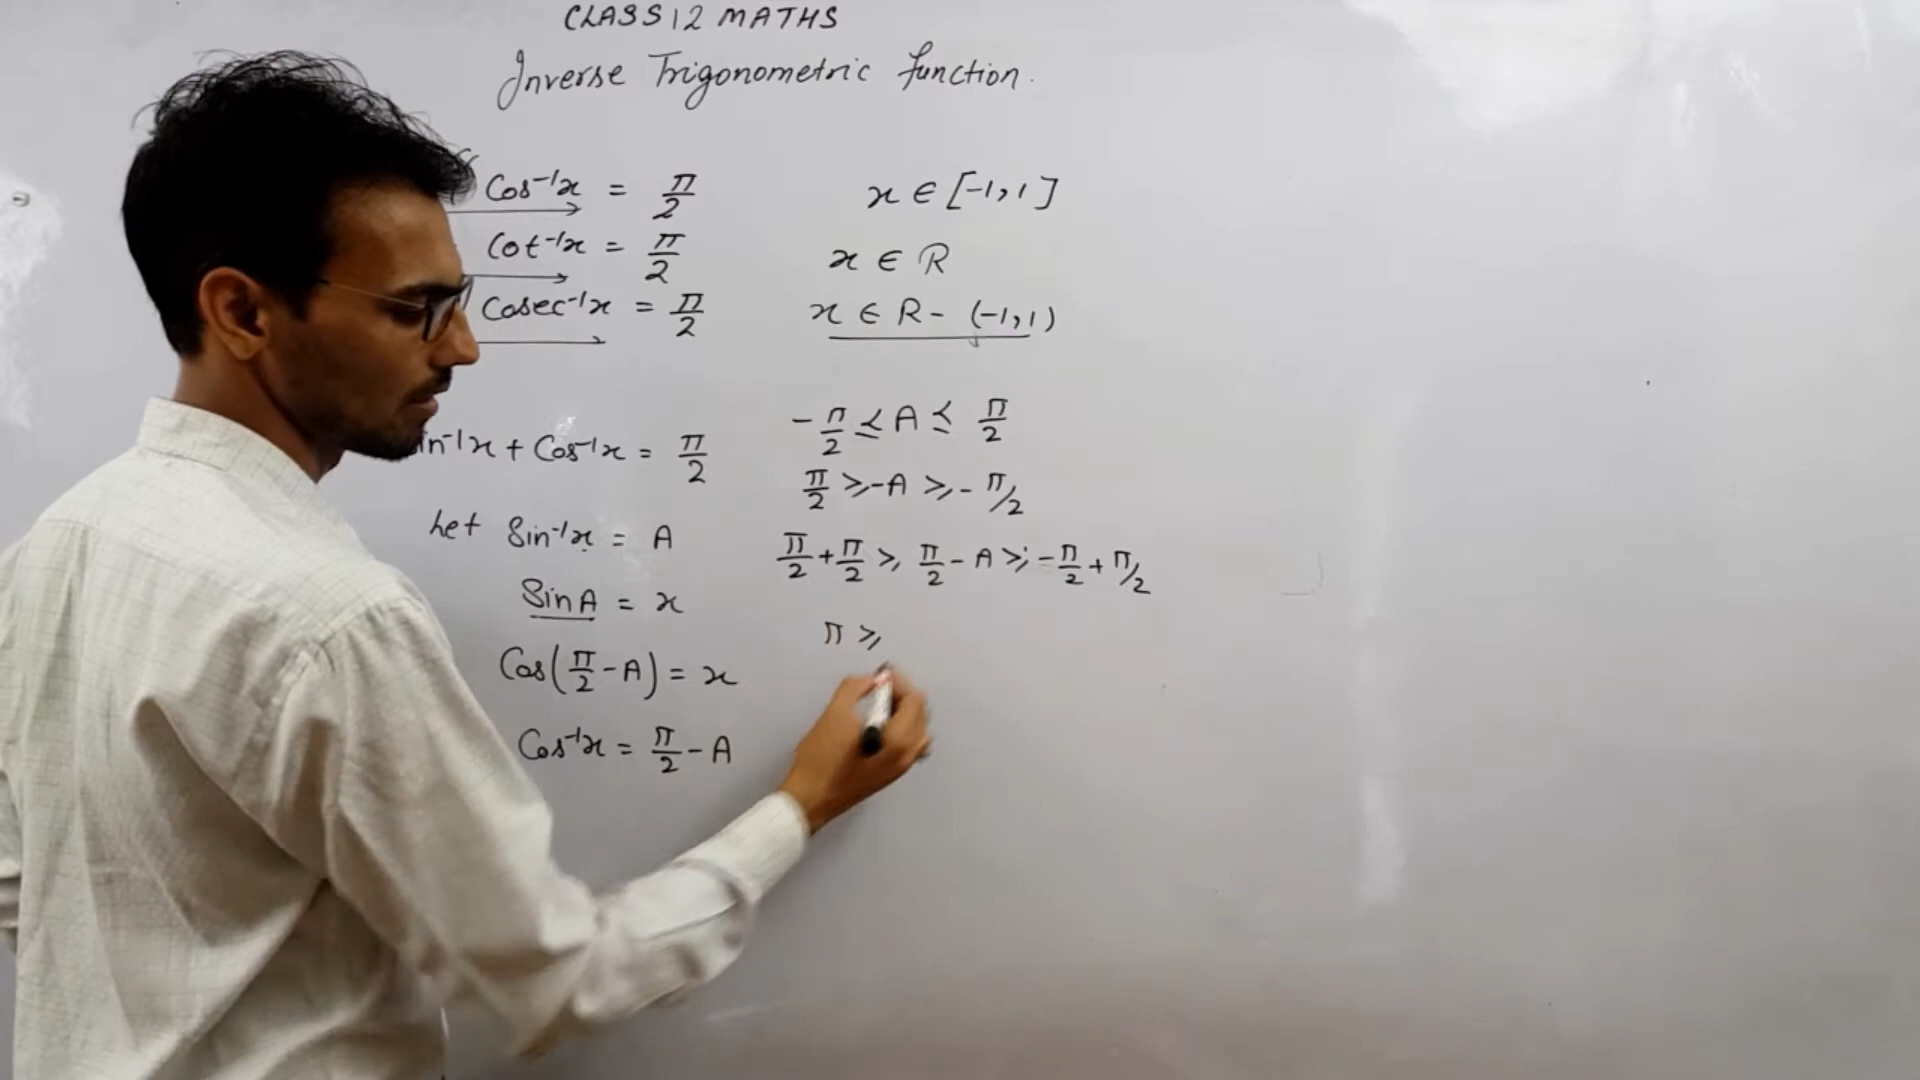 CLASS 12 MATHS
Inverse Trigonometric function.
Cos⁻¹x = π/2 x ∈ [-1, 1]
Cot⁻¹x = π/2 x ∈ R
Cosec⁻¹x = π/2 x ∈ R - (-1, 1)
in⁻¹x + Cos⁻¹x = π/2
Let Sin⁻¹x = A
Sin A = x
Cos(π/2 - A) = x
Cos⁻¹x = π/2 - A
-π/2 ≤ A ≤ π/2
π/2 ≥ -A ≥ -π/2
π/2 + π/2 ≥ π/2 - A ≥ -π/2 + π/2
π ≥